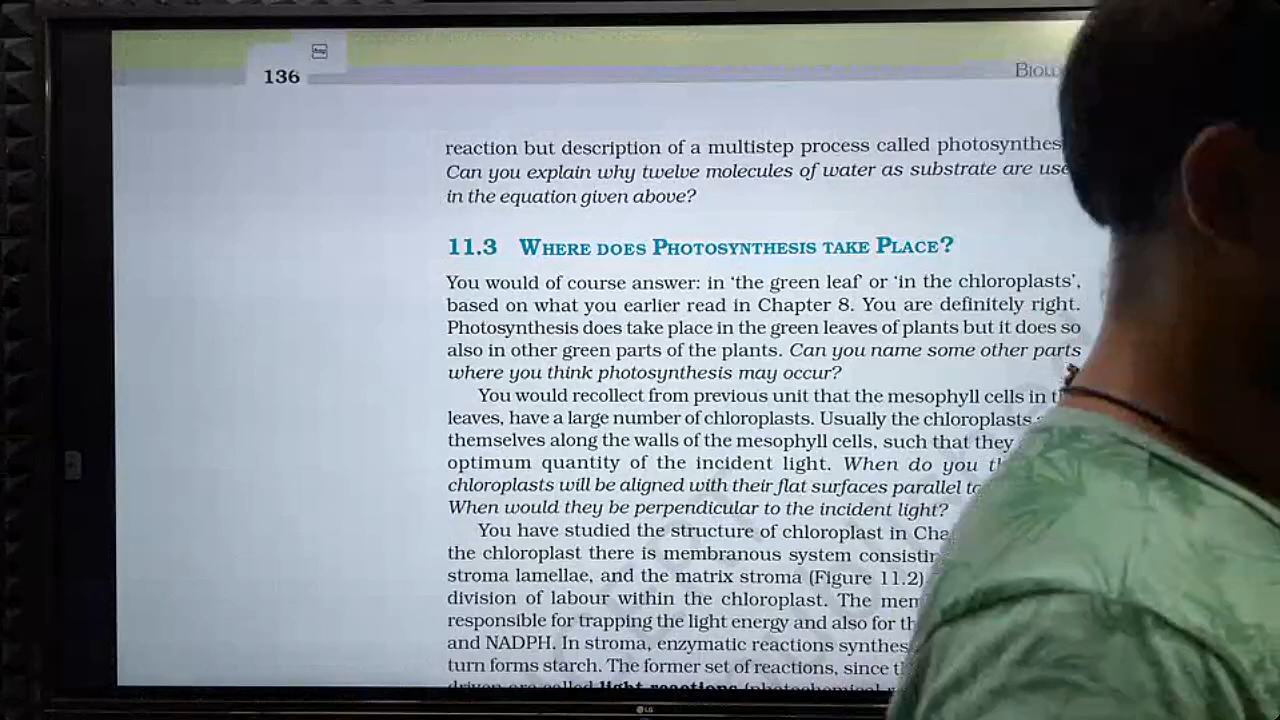 136
reaction but description of a multistep process called
Can you explain why twelve molecules of water as substrate are
in the equation given above?
11.3 WHERE DOES PHOTOSYNTHESIS TAKE PLACE?
You would of course answer: in ‘the green leaf’ or ‘in the chloroplasts’,
based on what you earlier read in Chapter 8. You are definitely right.
Photosynthesis does take place in the green leaves of plants but it does so
also in other green parts of the plants. Can you name some other parts
where you think photosynthesis may occur?
You would recollect from previous unit that the mesophyll cells in
leaves, have a large number of chloroplasts. Usually the chloroplasts
themselves along the walls of the mesophyll cells, such that they
optimum quantity of the incident light. When do you
chloroplasts will be aligned with their flat surfaces parallel
When would they be perpendicular to the incident light?
You have studied the structure of chloroplast in
the chloroplast there is membranous system
stroma lamellae, and the matrix stroma (Figure 11.2)
division of labour within the chloroplast. The
responsible for trapping the light energy and also for
and NADPH. In stroma, enzymatic reactions
turn forms starch. The former set of reactions, since
driven are called light reactions
LG